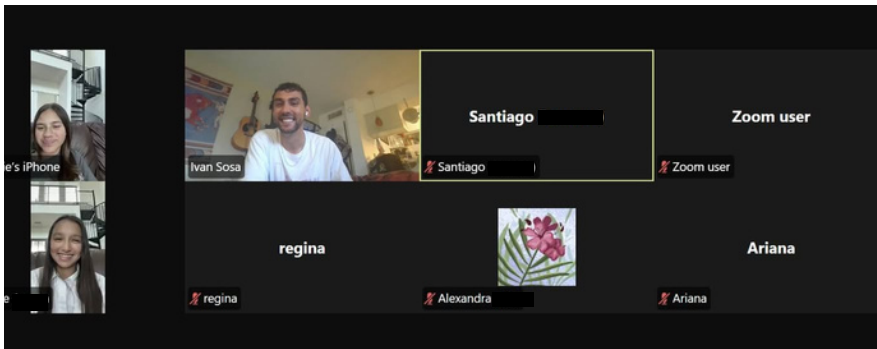 e's iPhone
Ivan Sosa
Santiago
Santiago
Zoom user
Zoom user
e
regina
regina
Alexandra
Ariana
Ariana